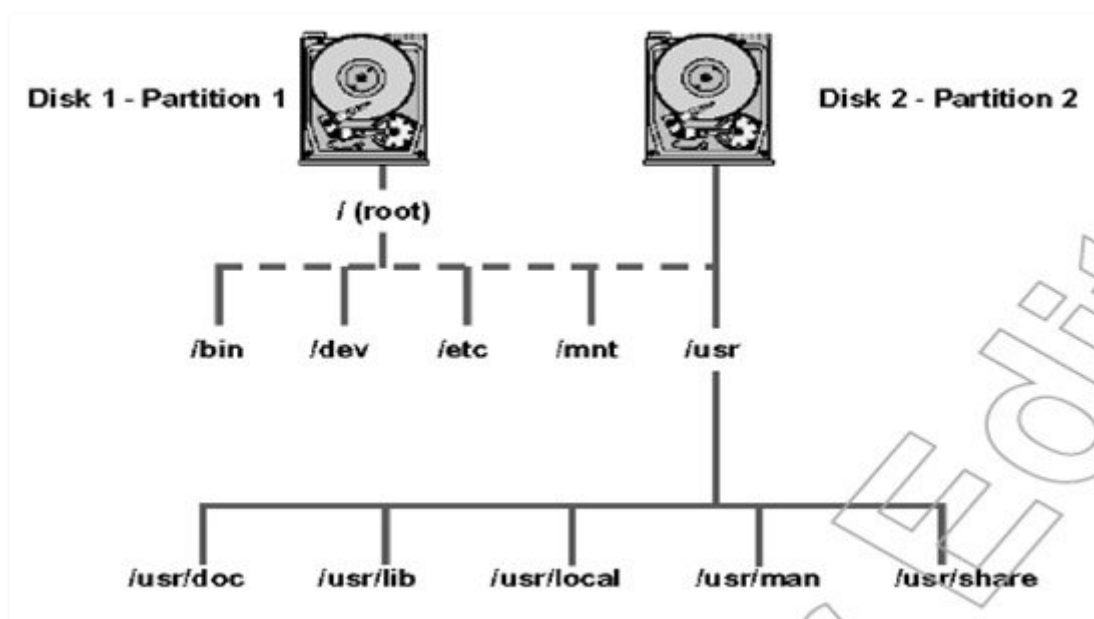 Disk 1 - Partition 1
Disk 2 - Partition 2
/ (root)
/bin
/dev
/etc
/mnt
/usr
/usr/doc
/usr/lib
/usr/local
/usr/man
/usr/share
Edi